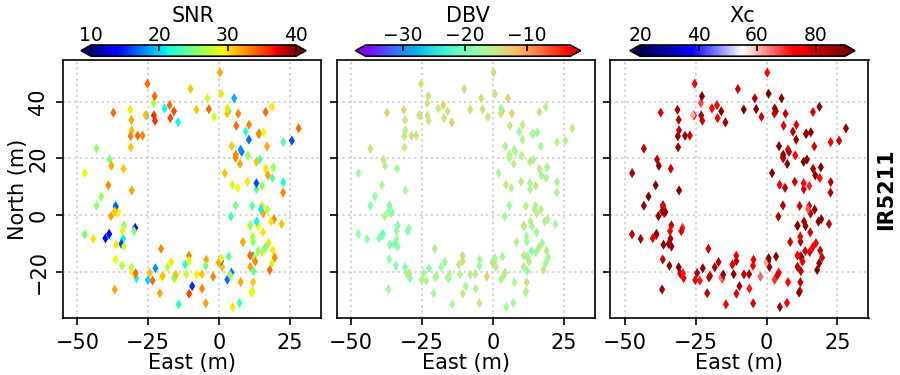 SNR DBV Xc
10 20 30 40 −30 −20 −10 20 40 60 80
North (m)
40
20
0
−20
−50 −25 0 25 −50 −25 0 25 −50 −25 0 25
East (m) East (m) East (m)
IR5211